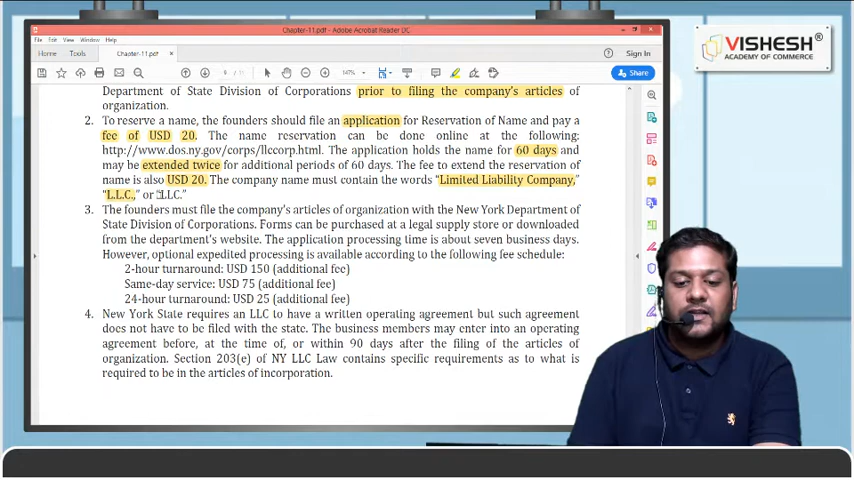 Chapter-11.pdf - Adobe Acrobat Reader DC
File Edit View Window Help
Home Tools Chapter-11.pdf × Sign In
147% Share
Department of State Division of Corporations prior to filing the company's articles of
organization.
2. To reserve a name, the founders should file an application for Reservation of Name and pay a
fee of USD 20. The name reservation can be done online at the following:
http://www.dos.ny.gov/corps/llccorp.html. The application holds the name for 60 days and
may be extended twice for additional periods of 60 days. The fee to extend the reservation of
name is also USD 20. The company name must contain the words “Limited Liability Company,”
“L.L.C.,” or “LLC.”
3. The founders must file the company's articles of organization with the New York Department of
State Division of Corporations. Forms can be purchased at a legal supply store or downloaded
from the department's website. The application processing time is about seven business days.
However, optional expedited processing is available according to the following fee schedule:
2-hour turnaround: USD 150 (additional fee)
Same-day service: USD 75 (additional fee)
24-hour turnaround: USD 25 (additional fee)
4. New York State requires an LLC to have a written operating agreement but such agreement
does not have to be filed with the state. The business members may enter into an operating
agreement before, at the time of, or within 90 days after the filing of the articles of
organization. Section 203(e) of NY LLC Law contains specific requirements as to what is
required to be in the articles of incorporation.
VISHESH®
ACADEMY OF COMMERCE